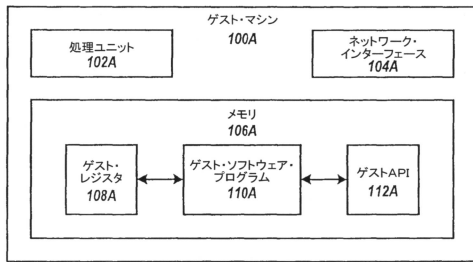 ゲスト・マシン
100A
処理ユニット
102A
ネットワーク・
インターフェース
104A
メモリ
106A
ゲスト・
レジスタ
108A
ゲスト・ソフトウェア・
プログラム
110A
ゲストAPI
112A